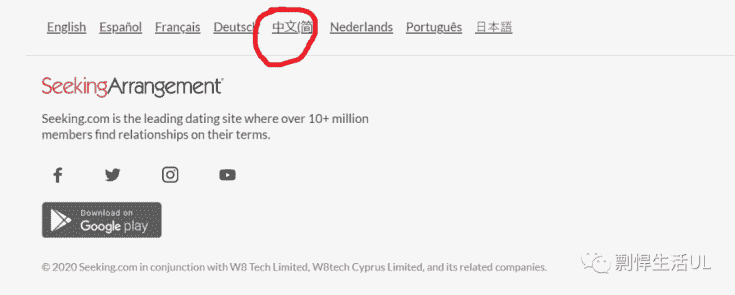 English Español Français Deutsch 中文(简) Nederlands Português 日本語
SeekingArrangement
Seeking.com is the leading dating site where over 10+ million
members find relationships on their terms.
Download on
Google play
© 2020 Seeking.com in conjunction with W8 Tech Limited, W8tech Cyprus Limited, and its related companies.
剽悍生活UL